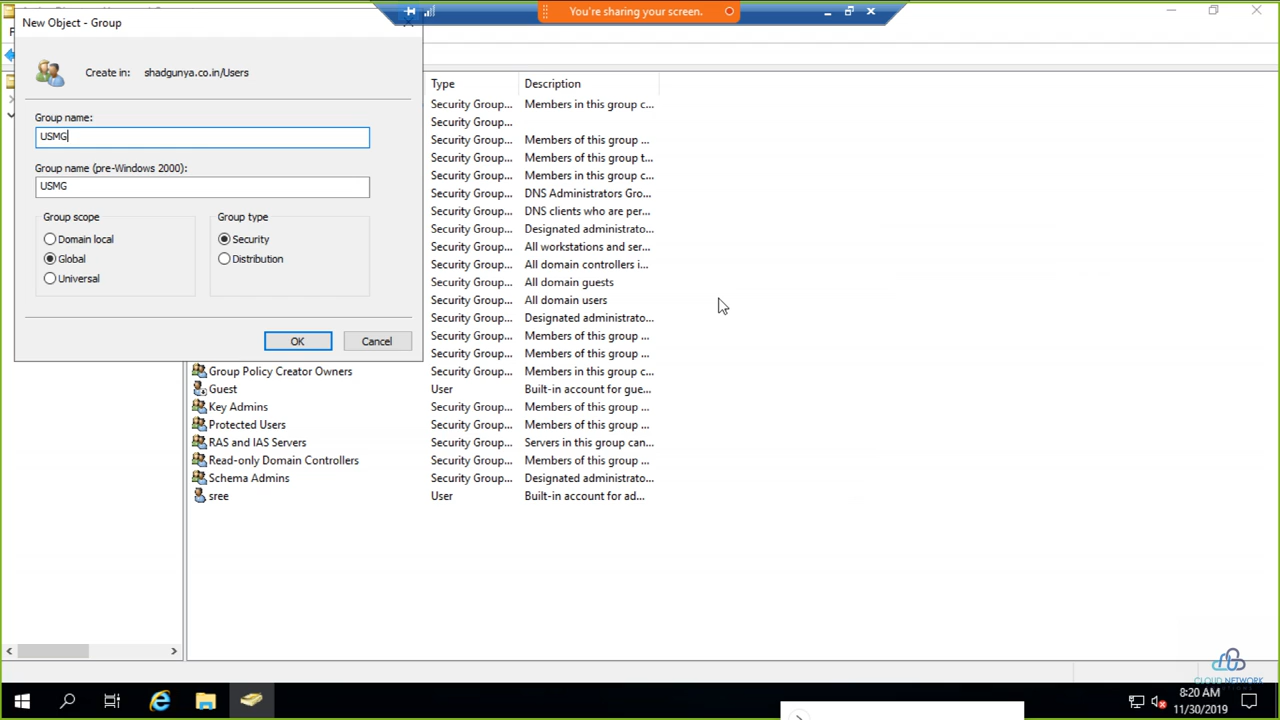 You're sharing your screen.
New Object - Group
Create in: shadgunya.co.in/Users
Group name:
USMG
Group name (pre-Windows 2000):
USMG
Group scope
Domain local
Global
Universal
Group type
Security
Distribution
OK Cancel
Type Description
Security Group... Members in this group c...
Security Group...
Security Group... Members of this group ...
Security Group... Members of this group t...
Security Group... Members in this group c...
Security Group... DNS Administrators Gro...
Security Group... DNS clients who are per...
Security Group... Designated administrato...
Security Group... All workstations and ser...
Security Group... All domain controllers i...
Security Group... All domain guests
Security Group... All domain users
Security Group... Designated administrato...
Security Group... Members of this group ...
Security Group... Members of this group ...
Group Policy Creator Owners Security Group... Members in this group c...
Guest User Built-in account for gue...
Key Admins Security Group... Members of this group ...
Protected Users Security Group... Members of this group ...
RAS and IAS Servers Security Group... Servers in this group can...
Read-only Domain Controllers Security Group... Members of this group ...
Schema Admins Security Group... Designated administrato...
sree User Built-in account for ad...
CLOUD NETWORK
8:20 AM
11/30/2019